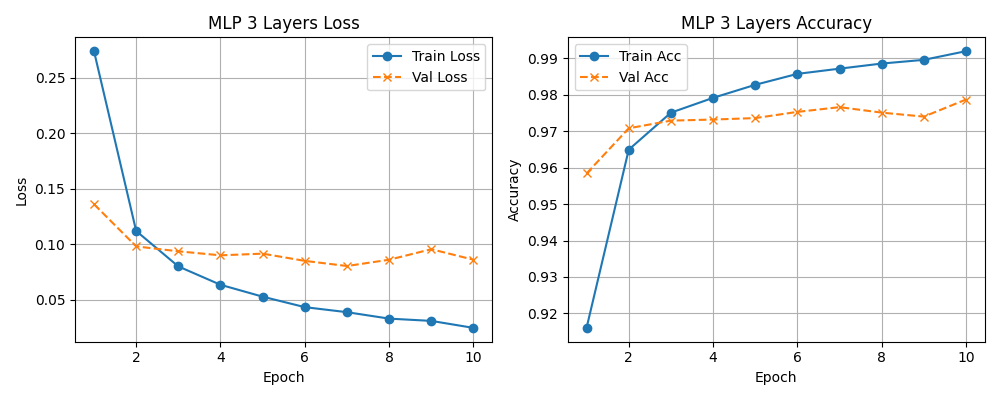 MLP 3 Layers Loss
Train Loss
Val Loss
0.25
0.20
0.15
0.10
0.05
Loss
2
4
6
8
10
Epoch
MLP 3 Layers Accuracy
Train Acc
Val Acc
0.99
0.98
0.97
0.96
0.95
0.94
0.93
0.92
Accuracy
2
4
6
8
10
Epoch